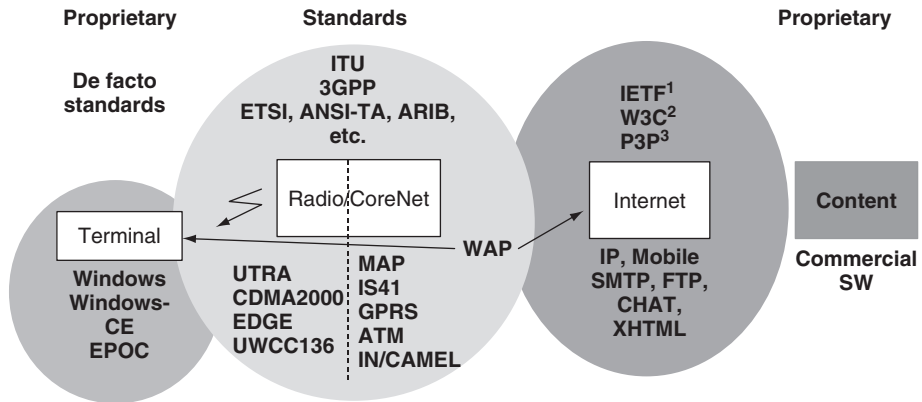 Proprietary
Standards
Proprietary
De facto
standards
ITU
3GPP
ETSI, ANSI-TA, ARIB,
etc.
IETF¹
W3C²
P3P³
Radio/CoreNet
Internet
Content
Terminal
WAP
Windows
Windows-
CE
EPOC
UTRA
CDMA2000
EDGE
UWCC136
MAP
IS41
GPRS
ATM
IN/CAMEL
IP, Mobile
SMTP, FTP,
CHAT,
XHTML
Commercial
SW